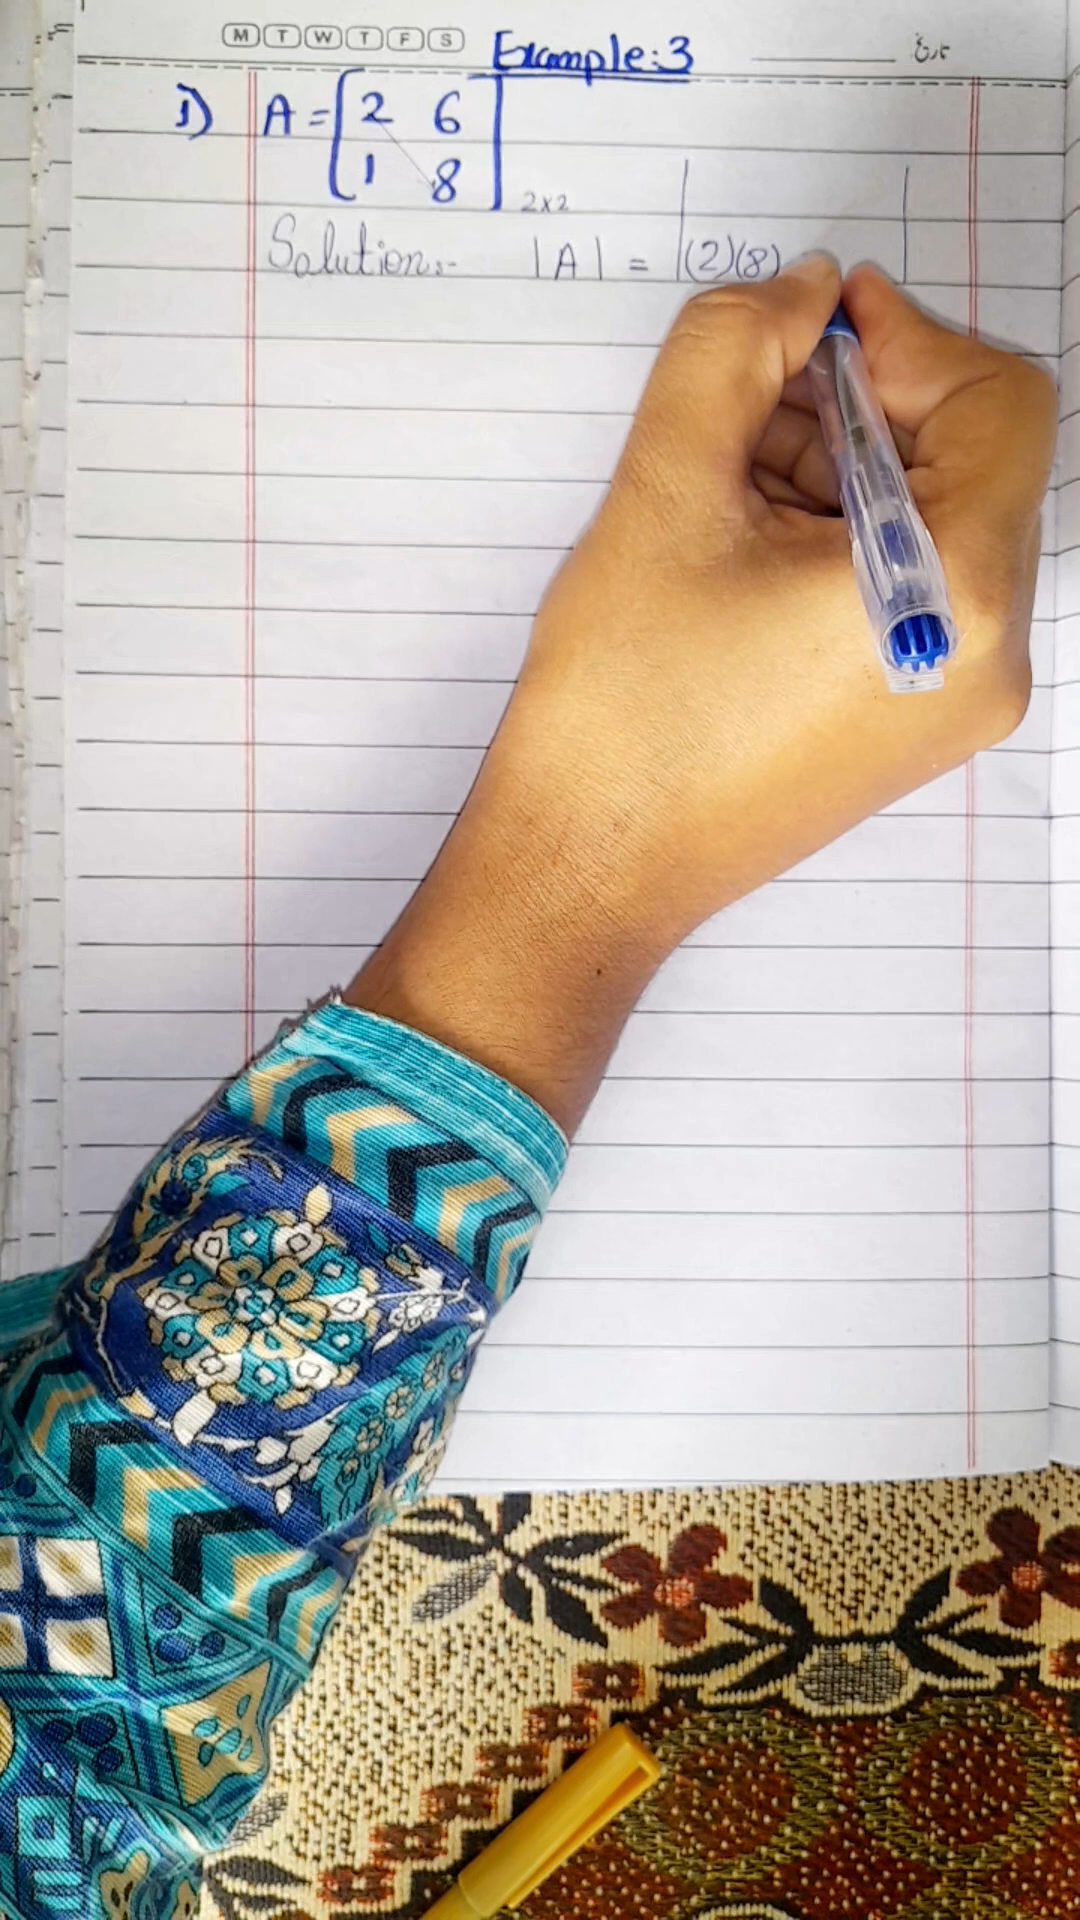 M T W T F S Example:3 تاریخ
1) A = [2 6
1 8] 2x2
Solution:- |A| = |(2)(8) |